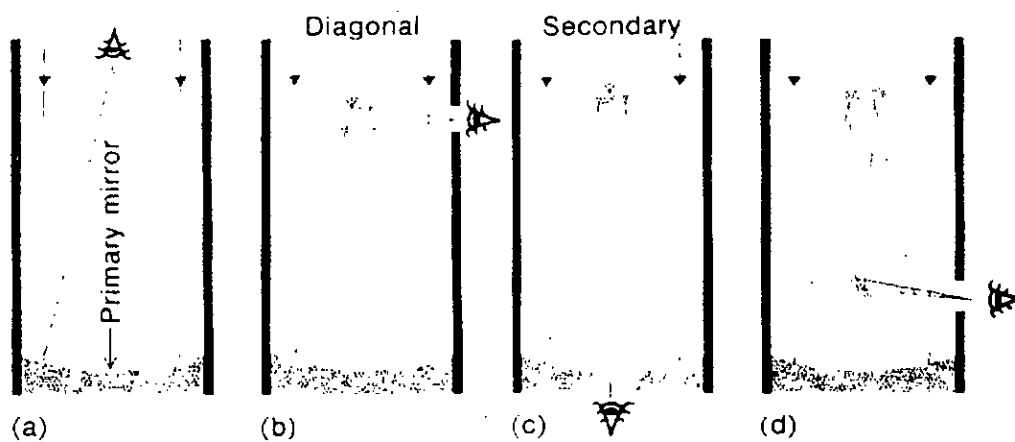 Diagonal
Secondary
Primary mirror
(a)
(b)
(c)
(d)